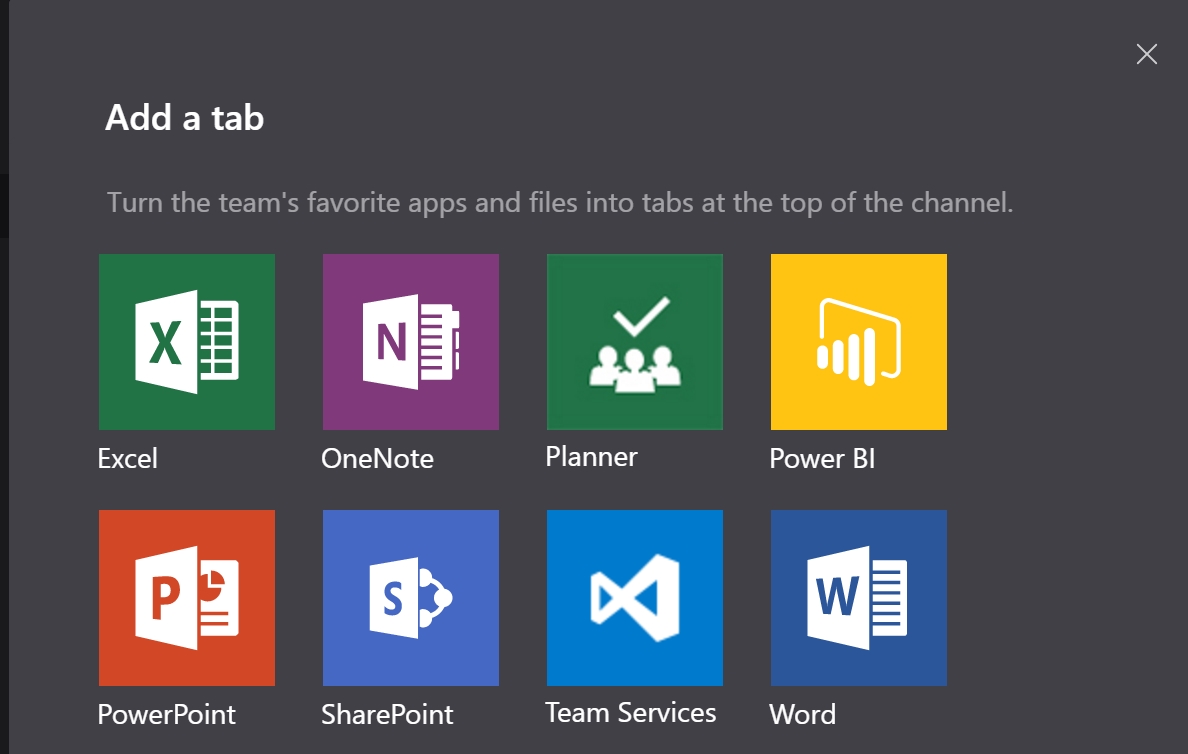 Add a tab
Turn the team's favorite apps and files into tabs at the top of the channel.
X
N
Excel
OneNote
Planner
Power BI
P
S
W
PowerPoint
SharePoint
Team Services
Word